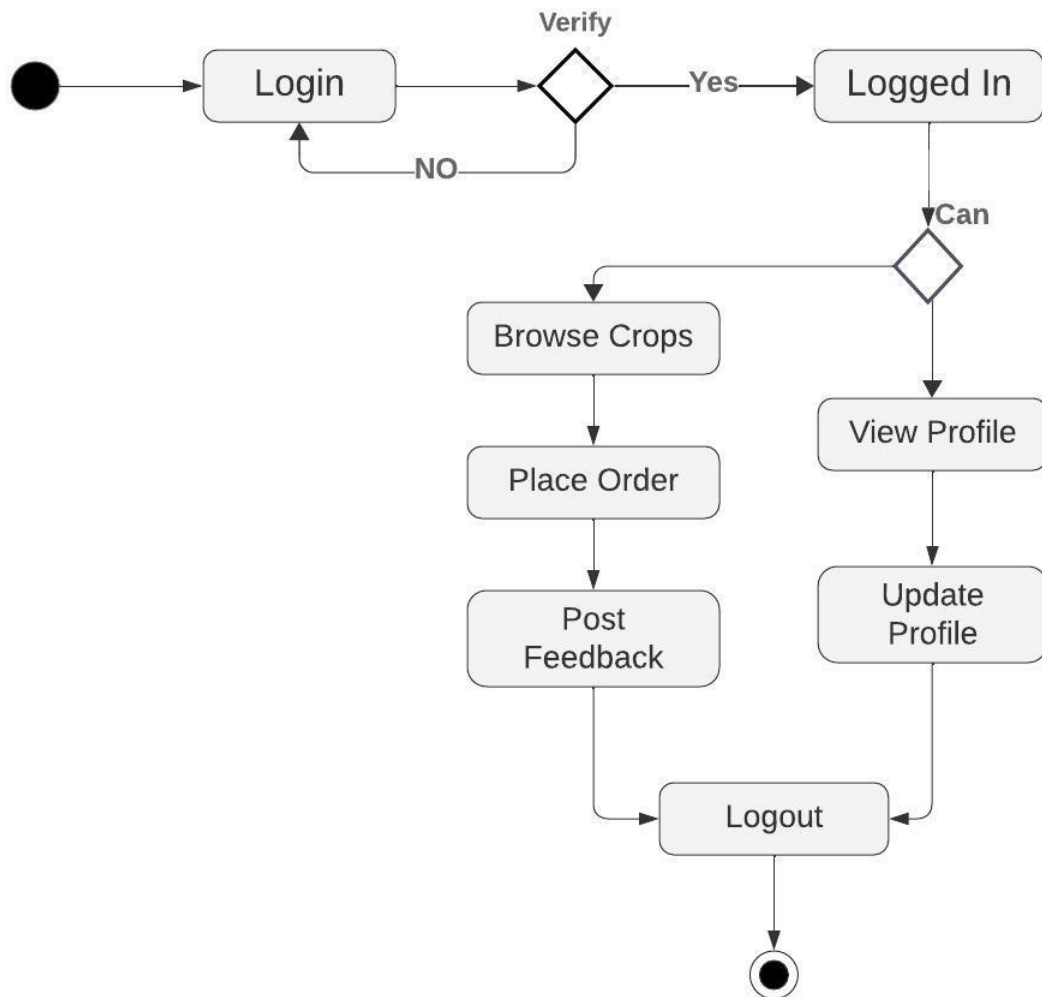 Verify
Login
Yes
Logged In
NO
Can
Browse Crops
View Profile
Place Order
Update
Profile
Post
Feedback
Logout